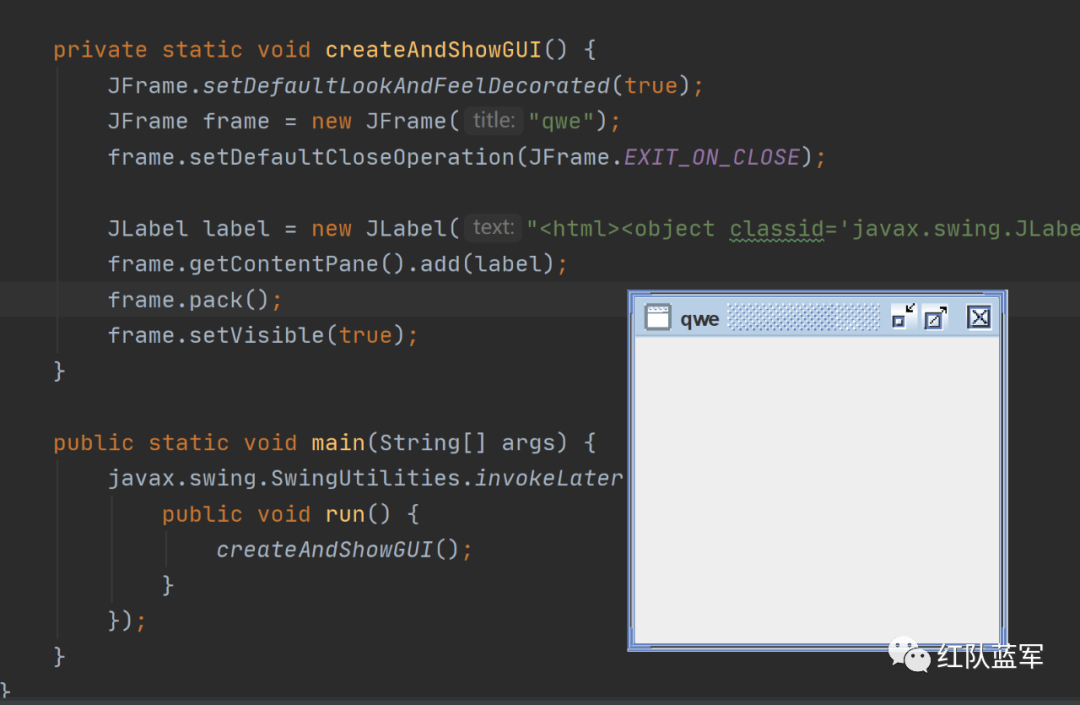 private static void createAndShowGUI() {
JFrame.setDefaultLookAndFeelDecorated(true);
JFrame frame = new JFrame( title: "qwe");
frame.setDefaultCloseOperation(JFrame.EXIT_ON_CLOSE);
JLabel label = new JLabel( text: "<html><object classid='javax.swing.JLabe
frame.getContentPane().add(label);
frame.pack();
frame.setVisible(true);
}
qwe
public static void main(String[] args) {
javax.swing.SwingUtilities.invokeLater
public void run() {
createAndShowGUI();
}
});
}
}
红队蓝军